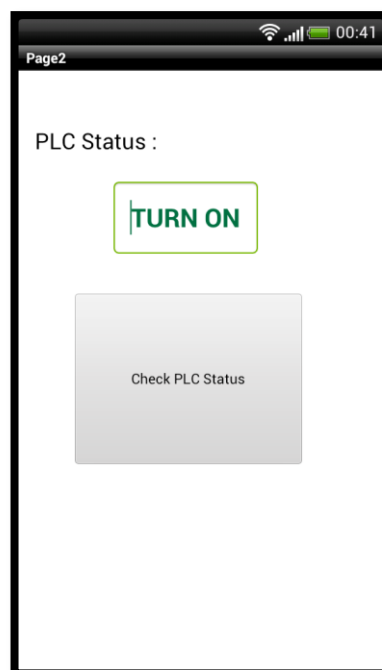 00:41
Page2
PLC Status :
TURN ON
Check PLC Status